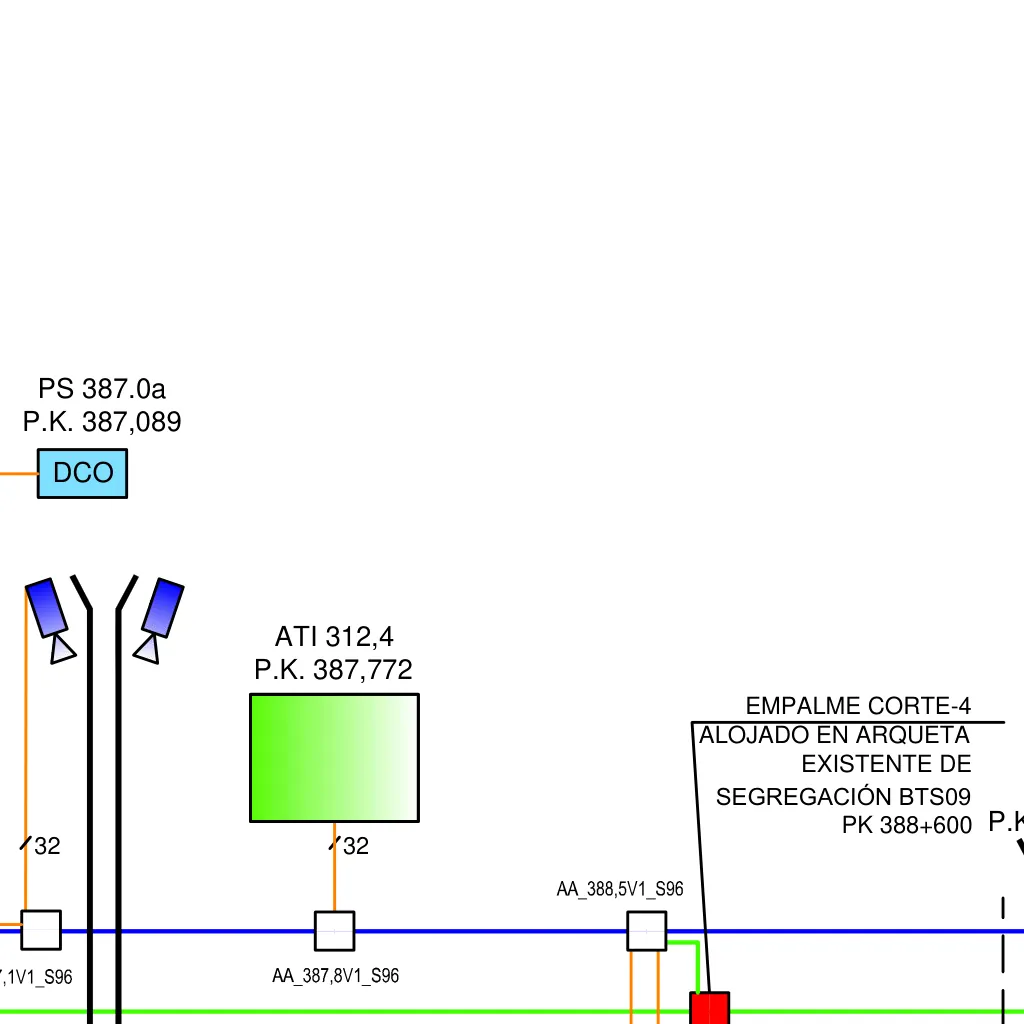 PS 387.0a
P.K. 387,089
DCO
ATI 312,4
P.K. 387,772
EMPALME CORTE-4
ALOJADO EN ARQUETA
EXISTENTE DE
SEGREGACIÓN BTS09
PK 388+600
P.K
32
32
AA_388,5V1_S96
,1V1_S96
AA_387,8V1_S96